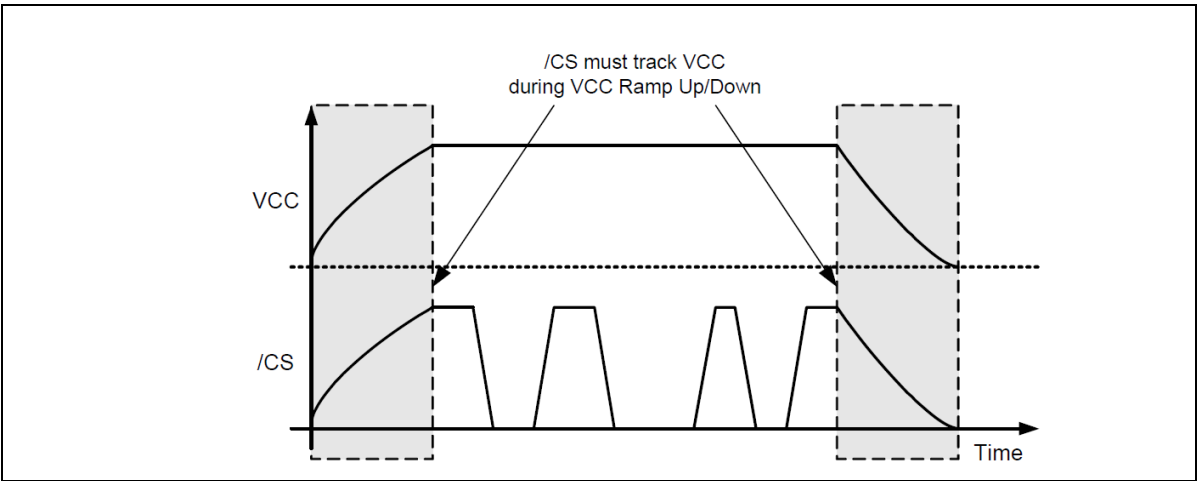 /CS must track VCC
during VCC Ramp Up/Down
VCC
/CS
Time